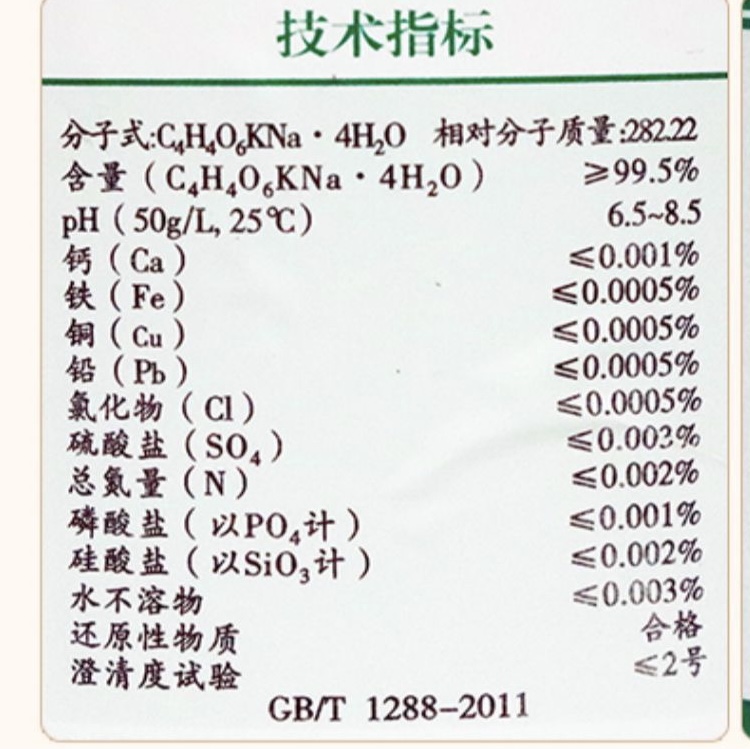 技术指标
分子式:C₄H₄O₆KNa·4H₂O 相对分子质量:282.22
含量(C₄H₄O₆KNa·4H₂O) ≥99.5%
pH(50g/L, 25℃) 6.5~8.5
钙(Ca) ≤0.001%
铁(Fe) ≤0.0005%
铜(Cu) ≤0.0005%
铅(Pb) ≤0.0005%
氯化物(Cl) ≤0.0005%
硫酸盐(SO₄) ≤0.003%
总氮量(N) ≤0.002%
磷酸盐(以PO₄计) ≤0.001%
硅酸盐(以SiO₃计) ≤0.002%
水不溶物 ≤0.003%
还原性物质 合格
澄清度试验 ≤2号
GB/T 1288–2011